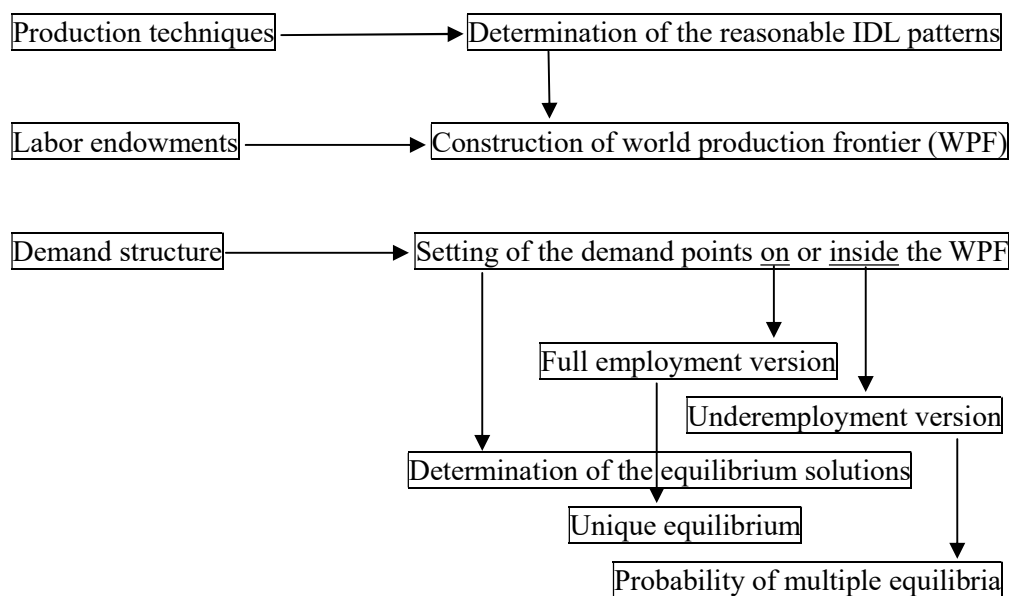 Production techniques
Determination of the reasonable IDL patterns
Labor endowments
Construction of world production frontier (WPF)
Demand structure
Setting of the demand points on or inside the WPF
Full employment version
Underemployment version
Determination of the equilibrium solutions
Unique equilibrium
Probability of multiple equilibria